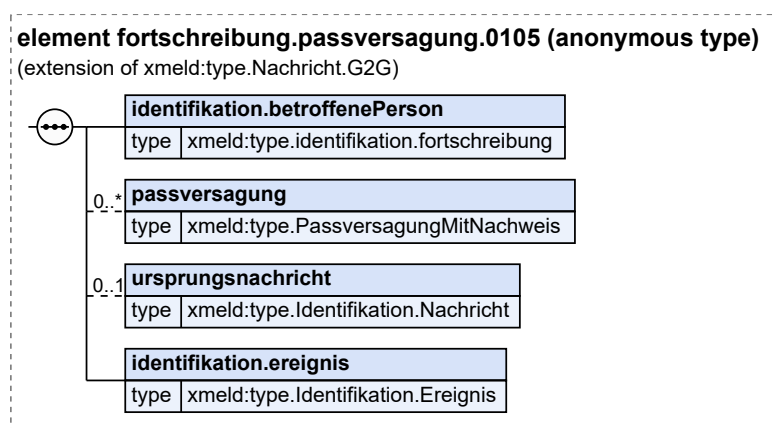 element fortschreibung.passversagung.0105 (anonymous type)
(extension of xmeld:type.Nachricht.G2G)
identifikation.betroffenePerson
type xmeld:type.identifikation.fortschreibung
0..* passversagung
type xmeld:type.PassversagungMitNachweis
0..1 ursprungsnachricht
type xmeld:type.Identifikation.Nachricht
identifikation.ereignis
type xmeld:type.Identifikation.Ereignis